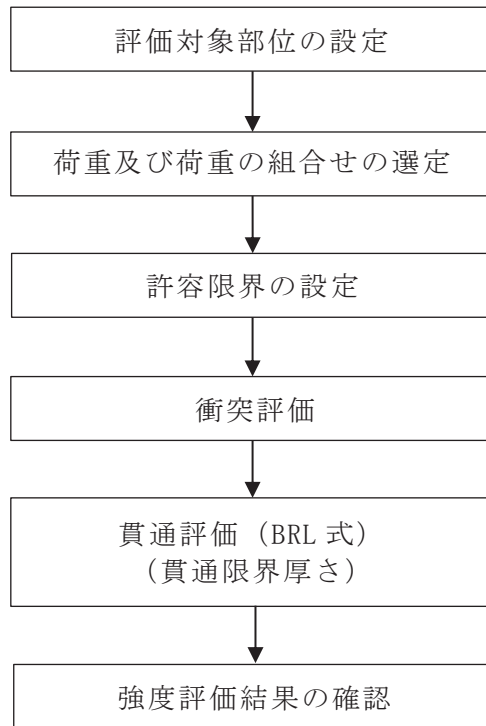 評価対象部位の設定
荷重及び荷重の組合せの選定
許容限界の設定
衝突評価
貫通評価（BRL 式）
（貫通限界厚さ）
強度評価結果の確認